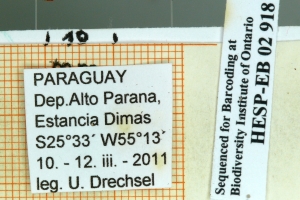 10
PARAGUAY
Dep.Alto Parana,
Estancia Dimas
S25°33´ W55°13´
10. - 12. iii. - 2011
leg. U. Drechsel
Sequenced for Barcoding at
Biodiversity Institute of Ontario
HESP-EB 02 918